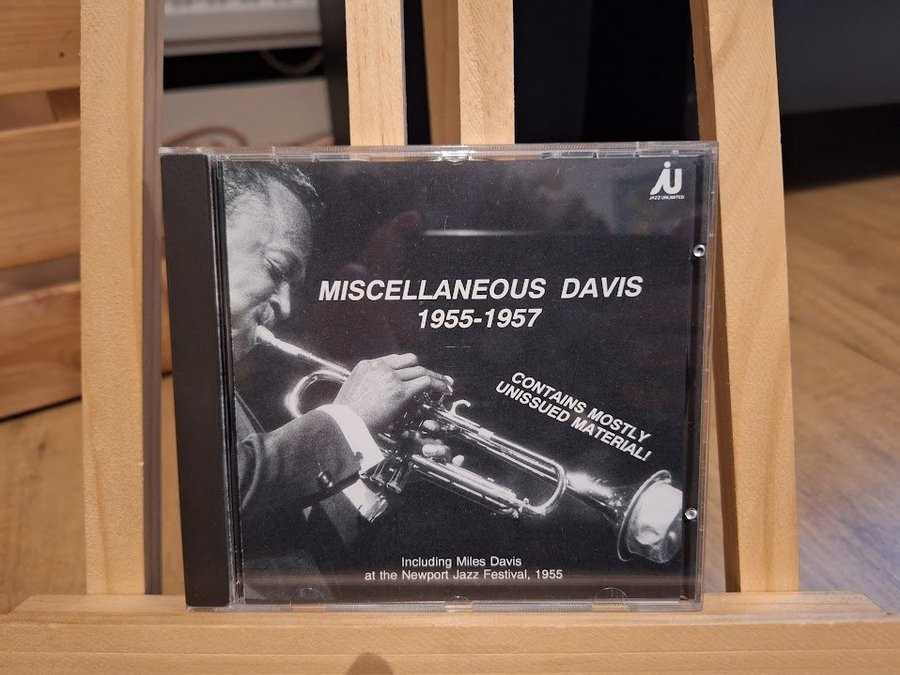 JAZZ UNLIMITED
MISCELLANEOUS DAVIS
1955-1957
CONTAINS MOSTLY
UNISSUED MATERIAL!
Including Miles Davis
at the Newport Jazz Festival, 1955